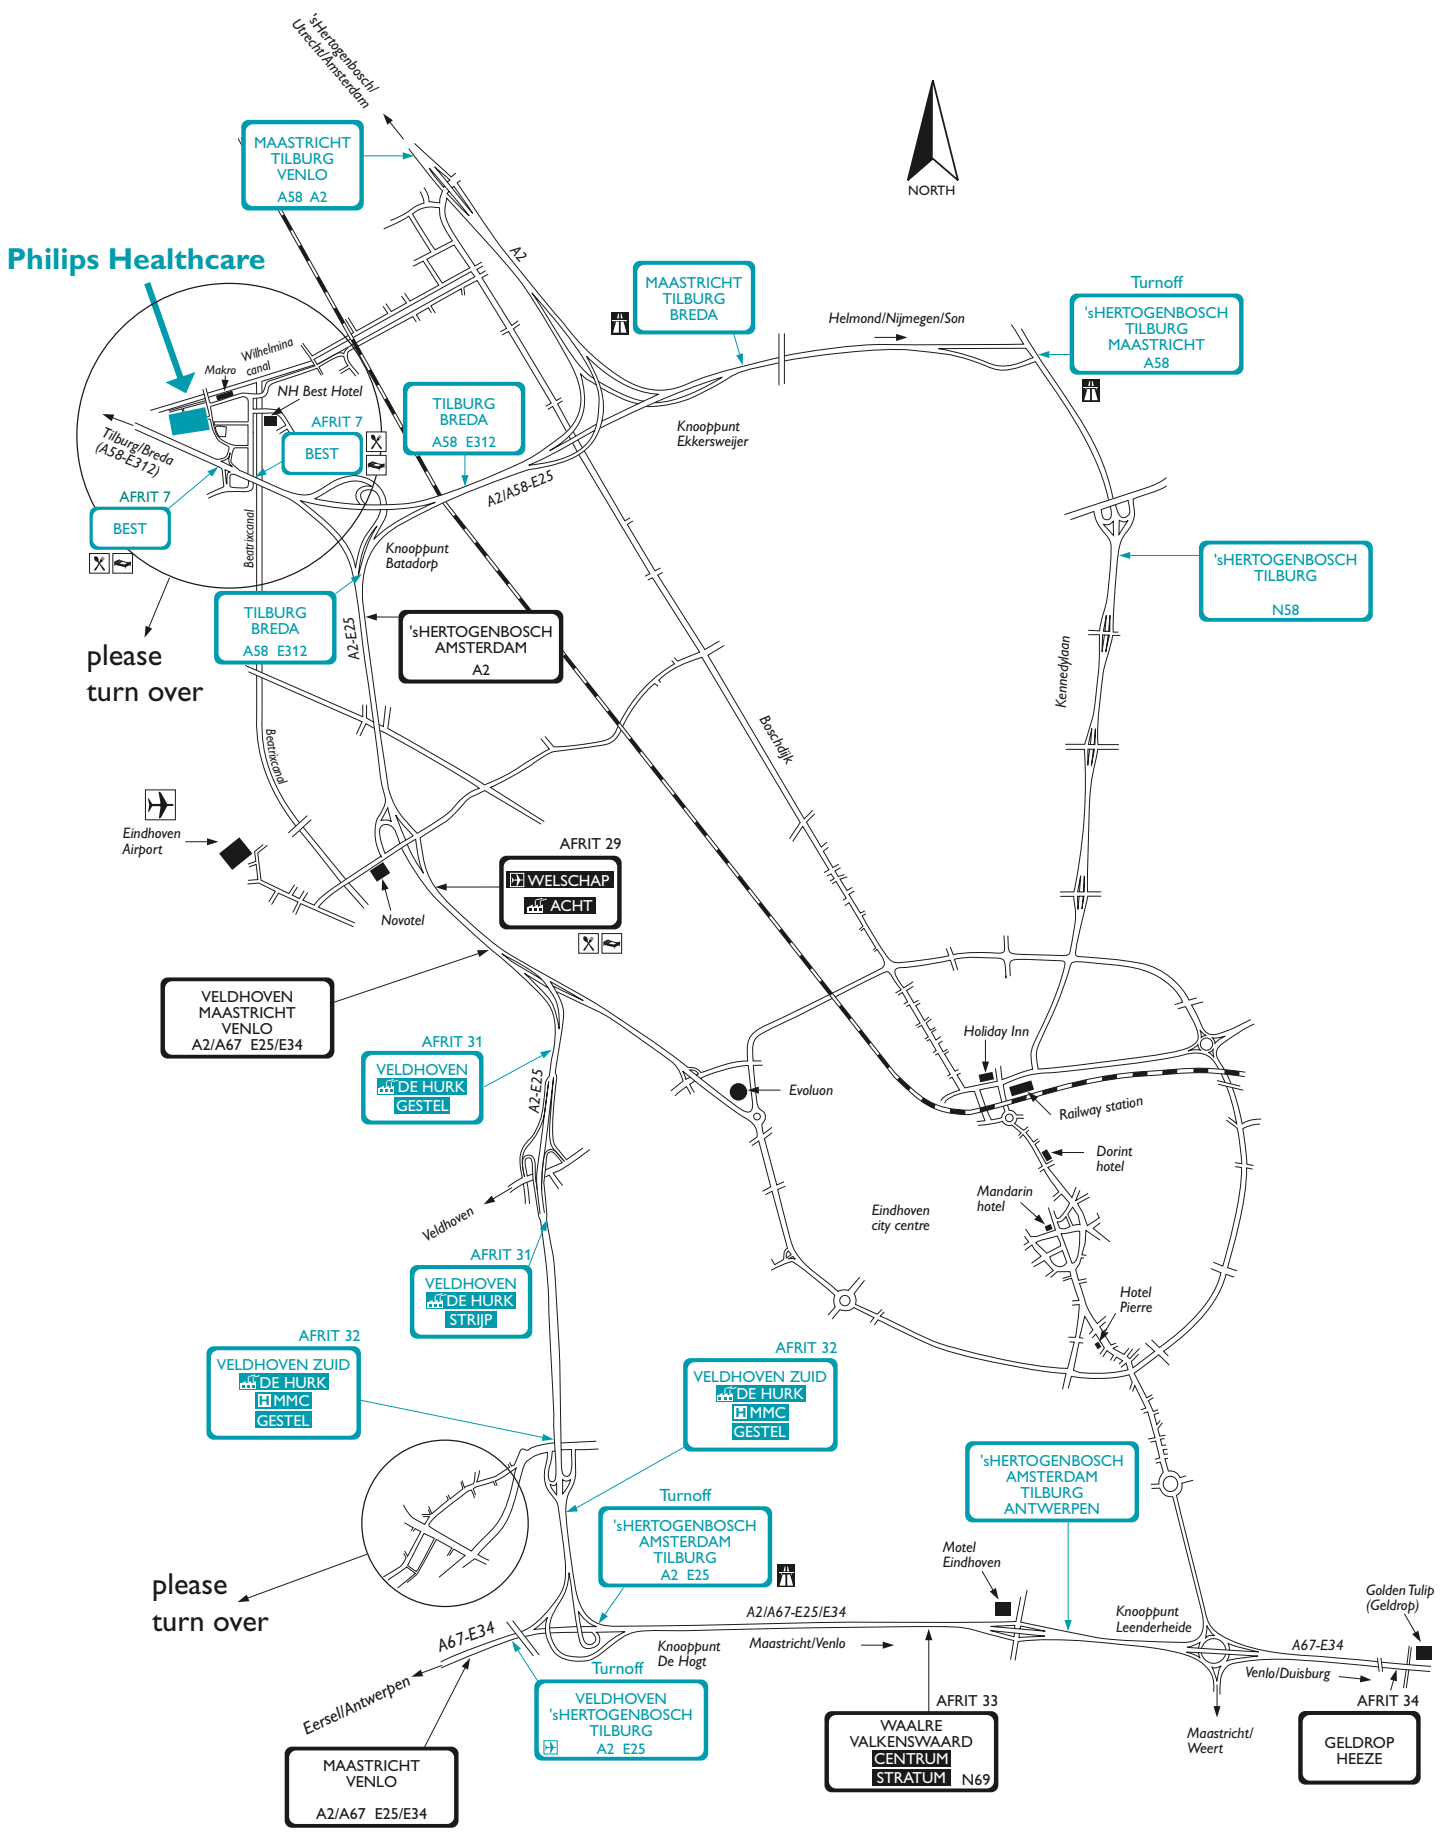 'sHertogenbosch/
Utrecht/Amsterdam
MAASTRICHT
TILBURG
VENLO
A58 A2
NORTH
A2
Philips Healthcare
MAASTRICHT
TILBURG
BREDA
Helmond/Nijmegen/Son
Turnoff
'sHERTOGENBOSCH
TILBURG
MAASTRICHT
A58
Wilhelmina
canal
Makro
NH Best Hotel
AFRIT 7
BEST
TILBURG
BREDA
A58 E312
Knooppunt
Ekkersweijer
Tilburg/Breda
(A58-E312)
A2/A58-E25
AFRIT 7
BEST
Beatrixcanal
Knooppunt
Batadorp
'sHERTOGENBOSCH
TILBURG
N58
TILBURG
BREDA
A58 E312
A2-E25
'sHERTOGENBOSCH
AMSTERDAM
A2
please
turn over
Kennedylaan
Boschdijk
Beatrixcanal
Eindhoven
Airport
AFRIT 29
WELSCHAP
ACHT
Novotel
VELDHOVEN
MAASTRICHT
VENLO
A2/A67 E25/E34
AFRIT 31
VELDHOVEN
DE HURK
GESTEL
A2-E25
Holiday Inn
Evoluon
Railway station
Dorint
hotel
Mandarin
hotel
Eindhoven
city centre
Veldhoven
AFRIT 31
VELDHOVEN
DE HURK
STRIJP
Hotel
Pierre
AFRIT 32
VELDHOVEN ZUID
DE HURK
H MMC
GESTEL
AFRIT 32
VELDHOVEN ZUID
DE HURK
H MMC
GESTEL
'sHERTOGENBOSCH
AMSTERDAM
TILBURG
ANTWERPEN
Turnoff
'sHERTOGENBOSCH
AMSTERDAM
TILBURG
A2 E25
Motel
Eindhoven
please
turn over
Golden Tulip
(Geldrop)
A2/A67-E25/E34
Knooppunt
Leenderheide
A67-E34
Knooppunt
De Hogt
Maastricht/Venlo
A67-E34
Venlo/Duisburg
Eersel/Antwerpen
Turnoff
VELDHOVEN
'sHERTOGENBOSCH
TILBURG
A2 E25
AFRIT 33
WAALRE
VALKENSWAARD
CENTRUM
STRATUM N69
Maastricht/
Weert
AFRIT 34
GELDROP
HEEZE
MAASTRICHT
VENLO
A2/A67 E25/E34